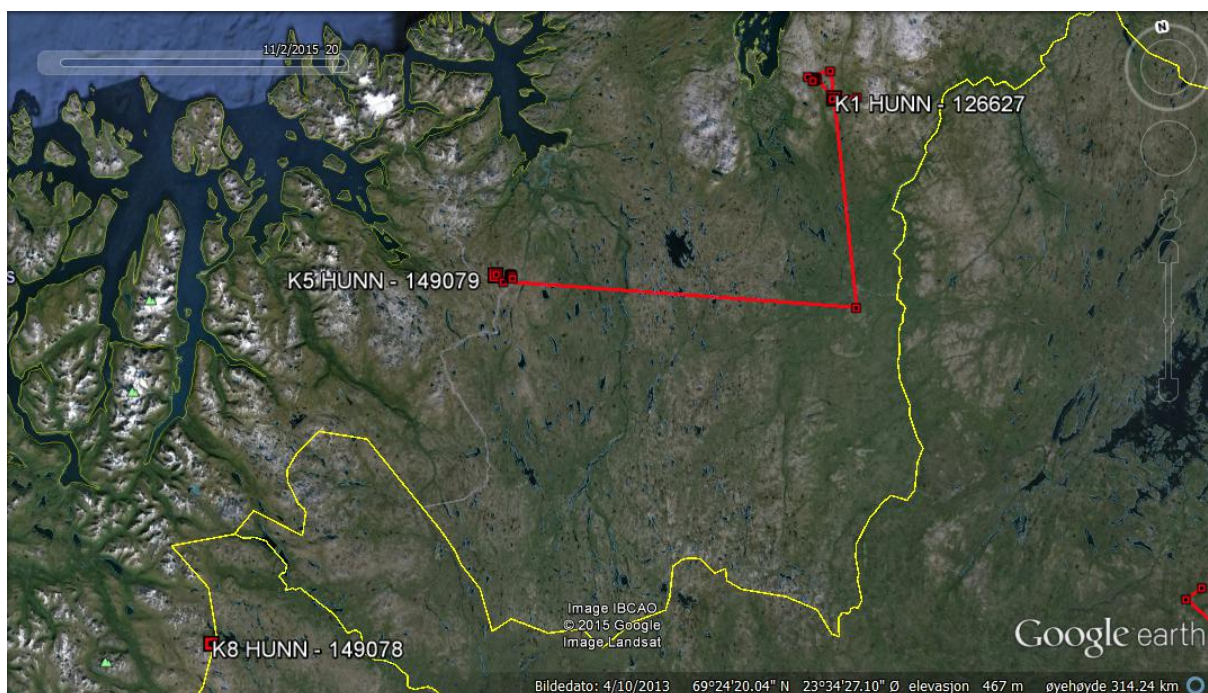 11/2/2015 20
N
K1 HUNN - 126627
K5 HUNN - 149079
S
K8 HUNN - 149078
Image IBCAO
© 2015 Google
Image Landsat
Google earth
Bildedato: 4/10/2013 69°24'20.04" N 23°34'27.10" Ø elevasjon 467 m øyehøyde 314.24 km